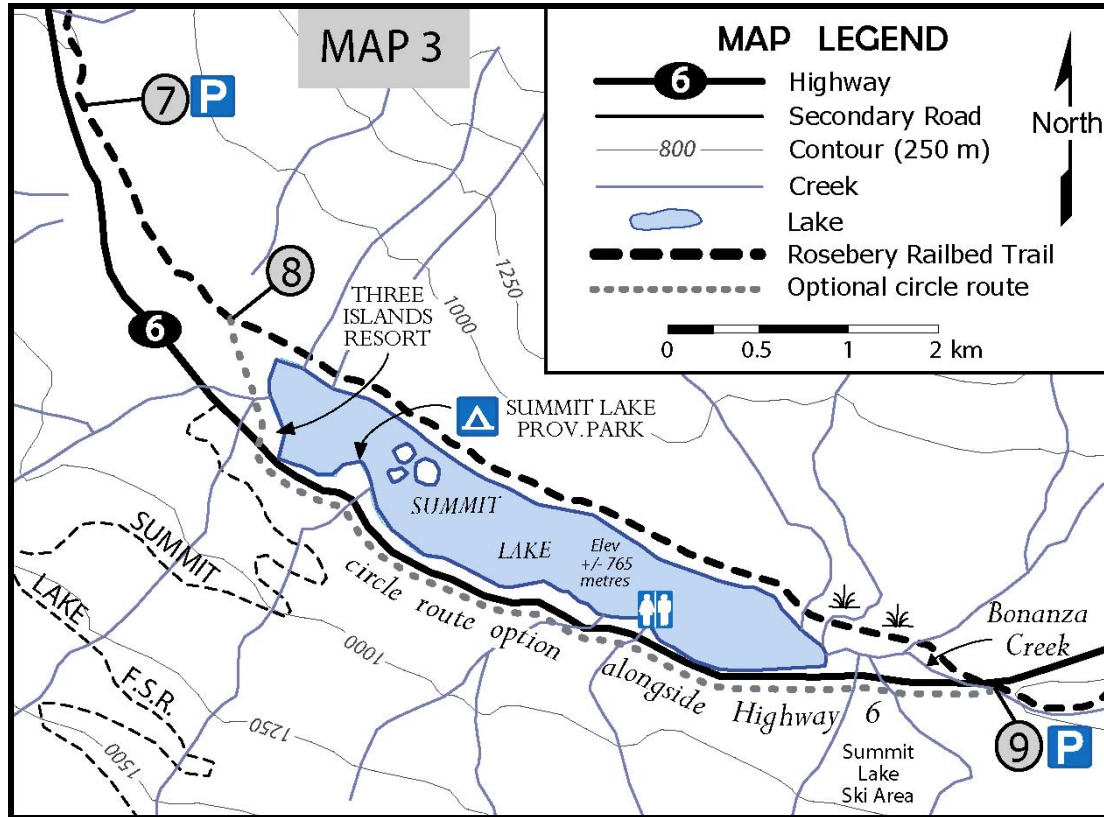 MAP 3
MAP LEGEND
6
Highway
Secondary Road
800
Contour (250 m)
Creek
Lake
Rosebery Railbed Trail
Optional circle route
0 0.5 1 2 km
North
7 P
8
6
THREE
ISLANDS
RESORT
1250
1000
SUMMIT LAKE
PROV. PARK
SUMMIT
LAKE
Elev
+/- 765
metres
SUMMIT
LAKE
F.S.R.
circle route option alongside Highway 6
Bonanza
Creek
1000
1250
1500
Summit
Lake
Ski Area
9 P